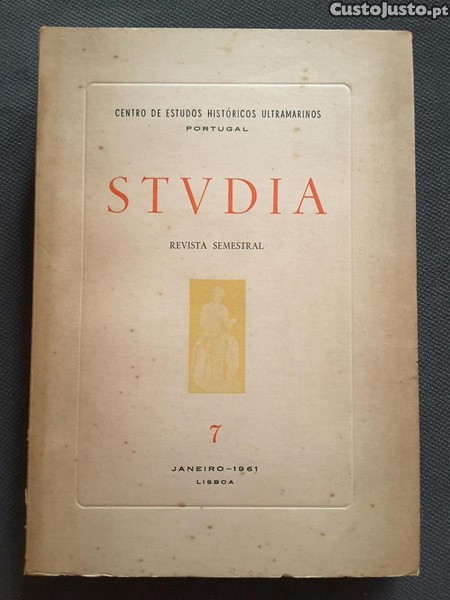 CustoJusto.pt
CENTRO DE ESTUDOS HISTÓRICOS ULTRAMARINOS
PORTUGAL
STVDIA
REVISTA SEMESTRAL
7
JANEIRO-1961
LISBOA